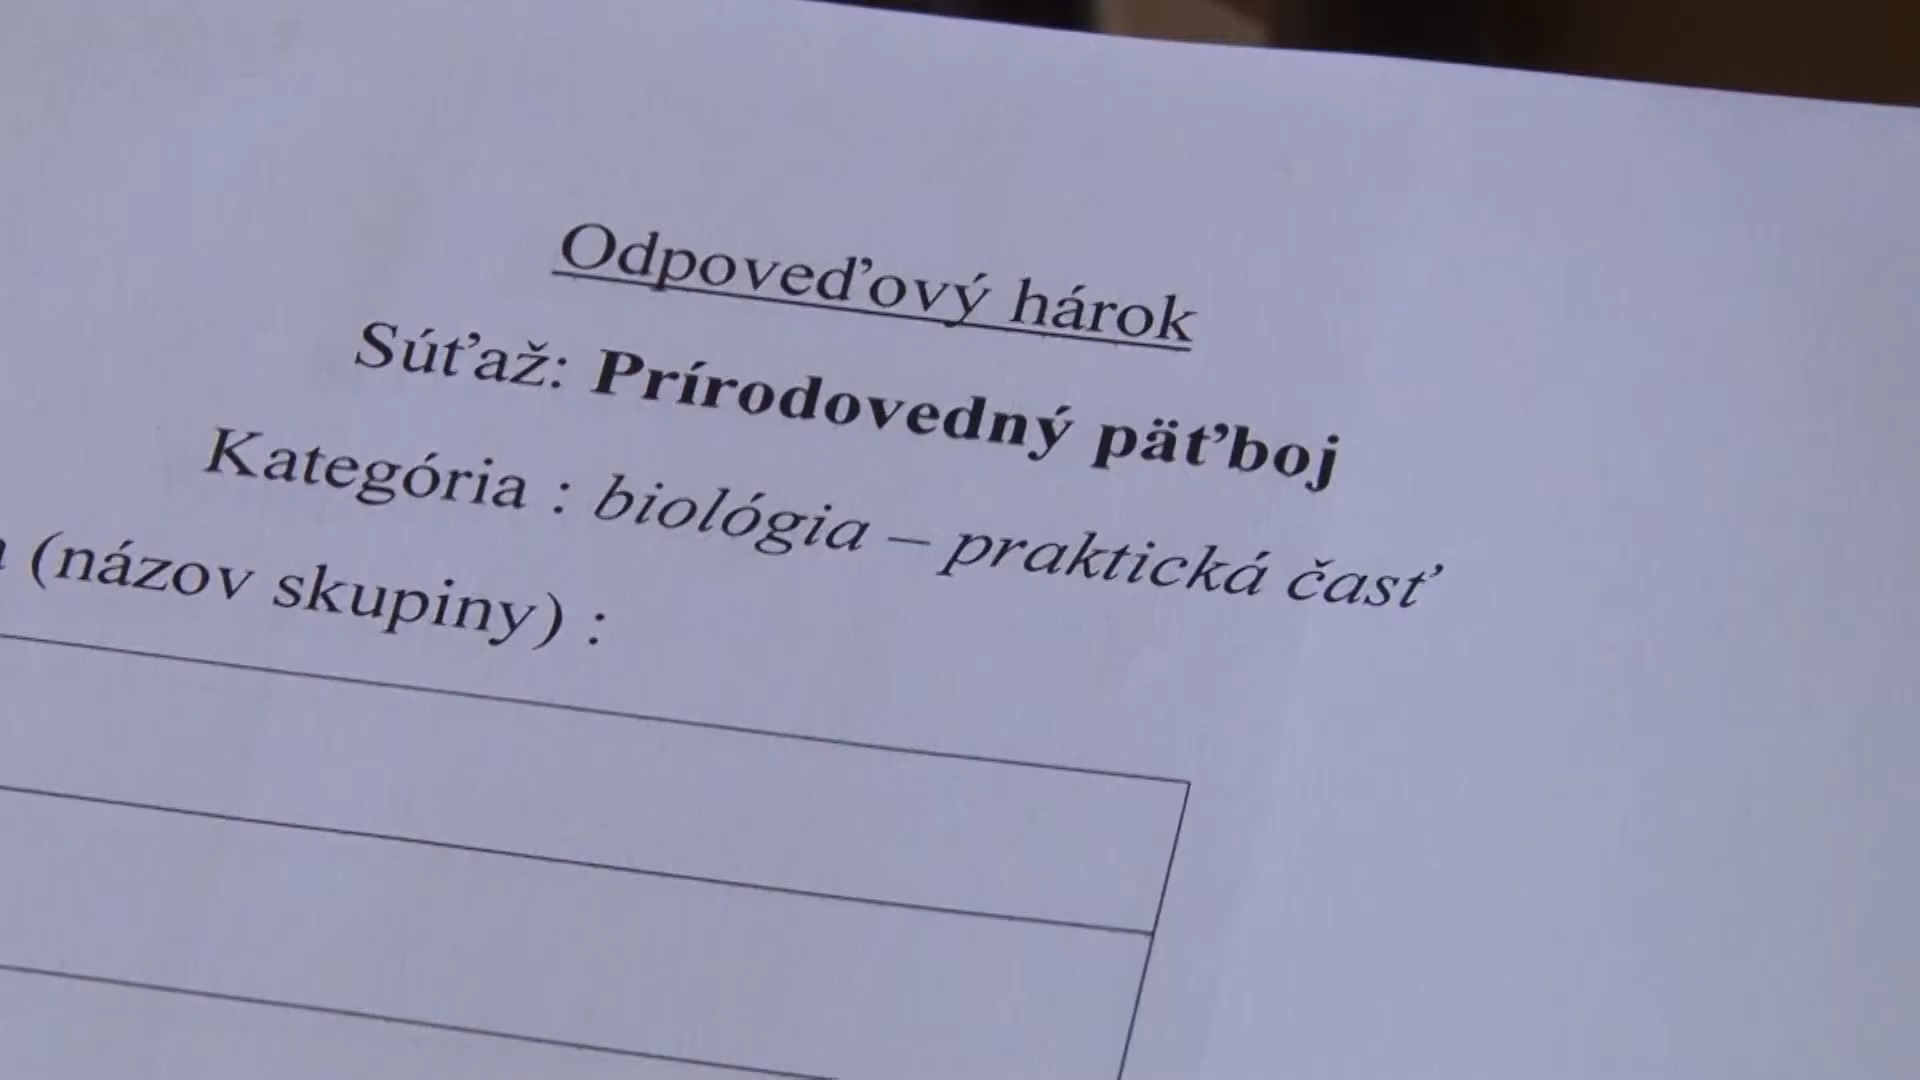 Odpoveďový hárok
Súťaž: Prírodovedný päťboj
Kategória : biológia – praktická časť
(názov skupiny) :